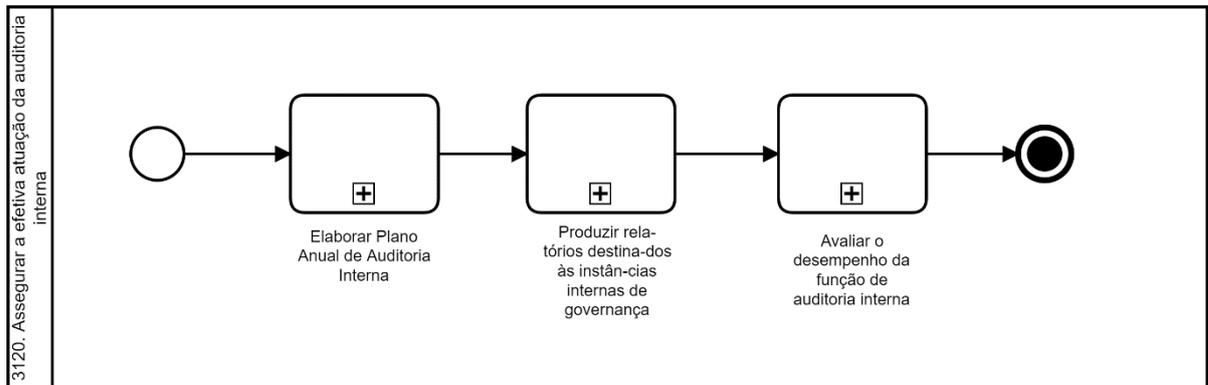 3120. Assegurar a efetiva atuação da auditoria
interna
Elaborar Plano
Anual de Auditoria
Interna
Produzir rela-
tórios destina-dos
às instân-cias
internas de
governança
Avaliar o
desempenho da
função de
auditoria interna